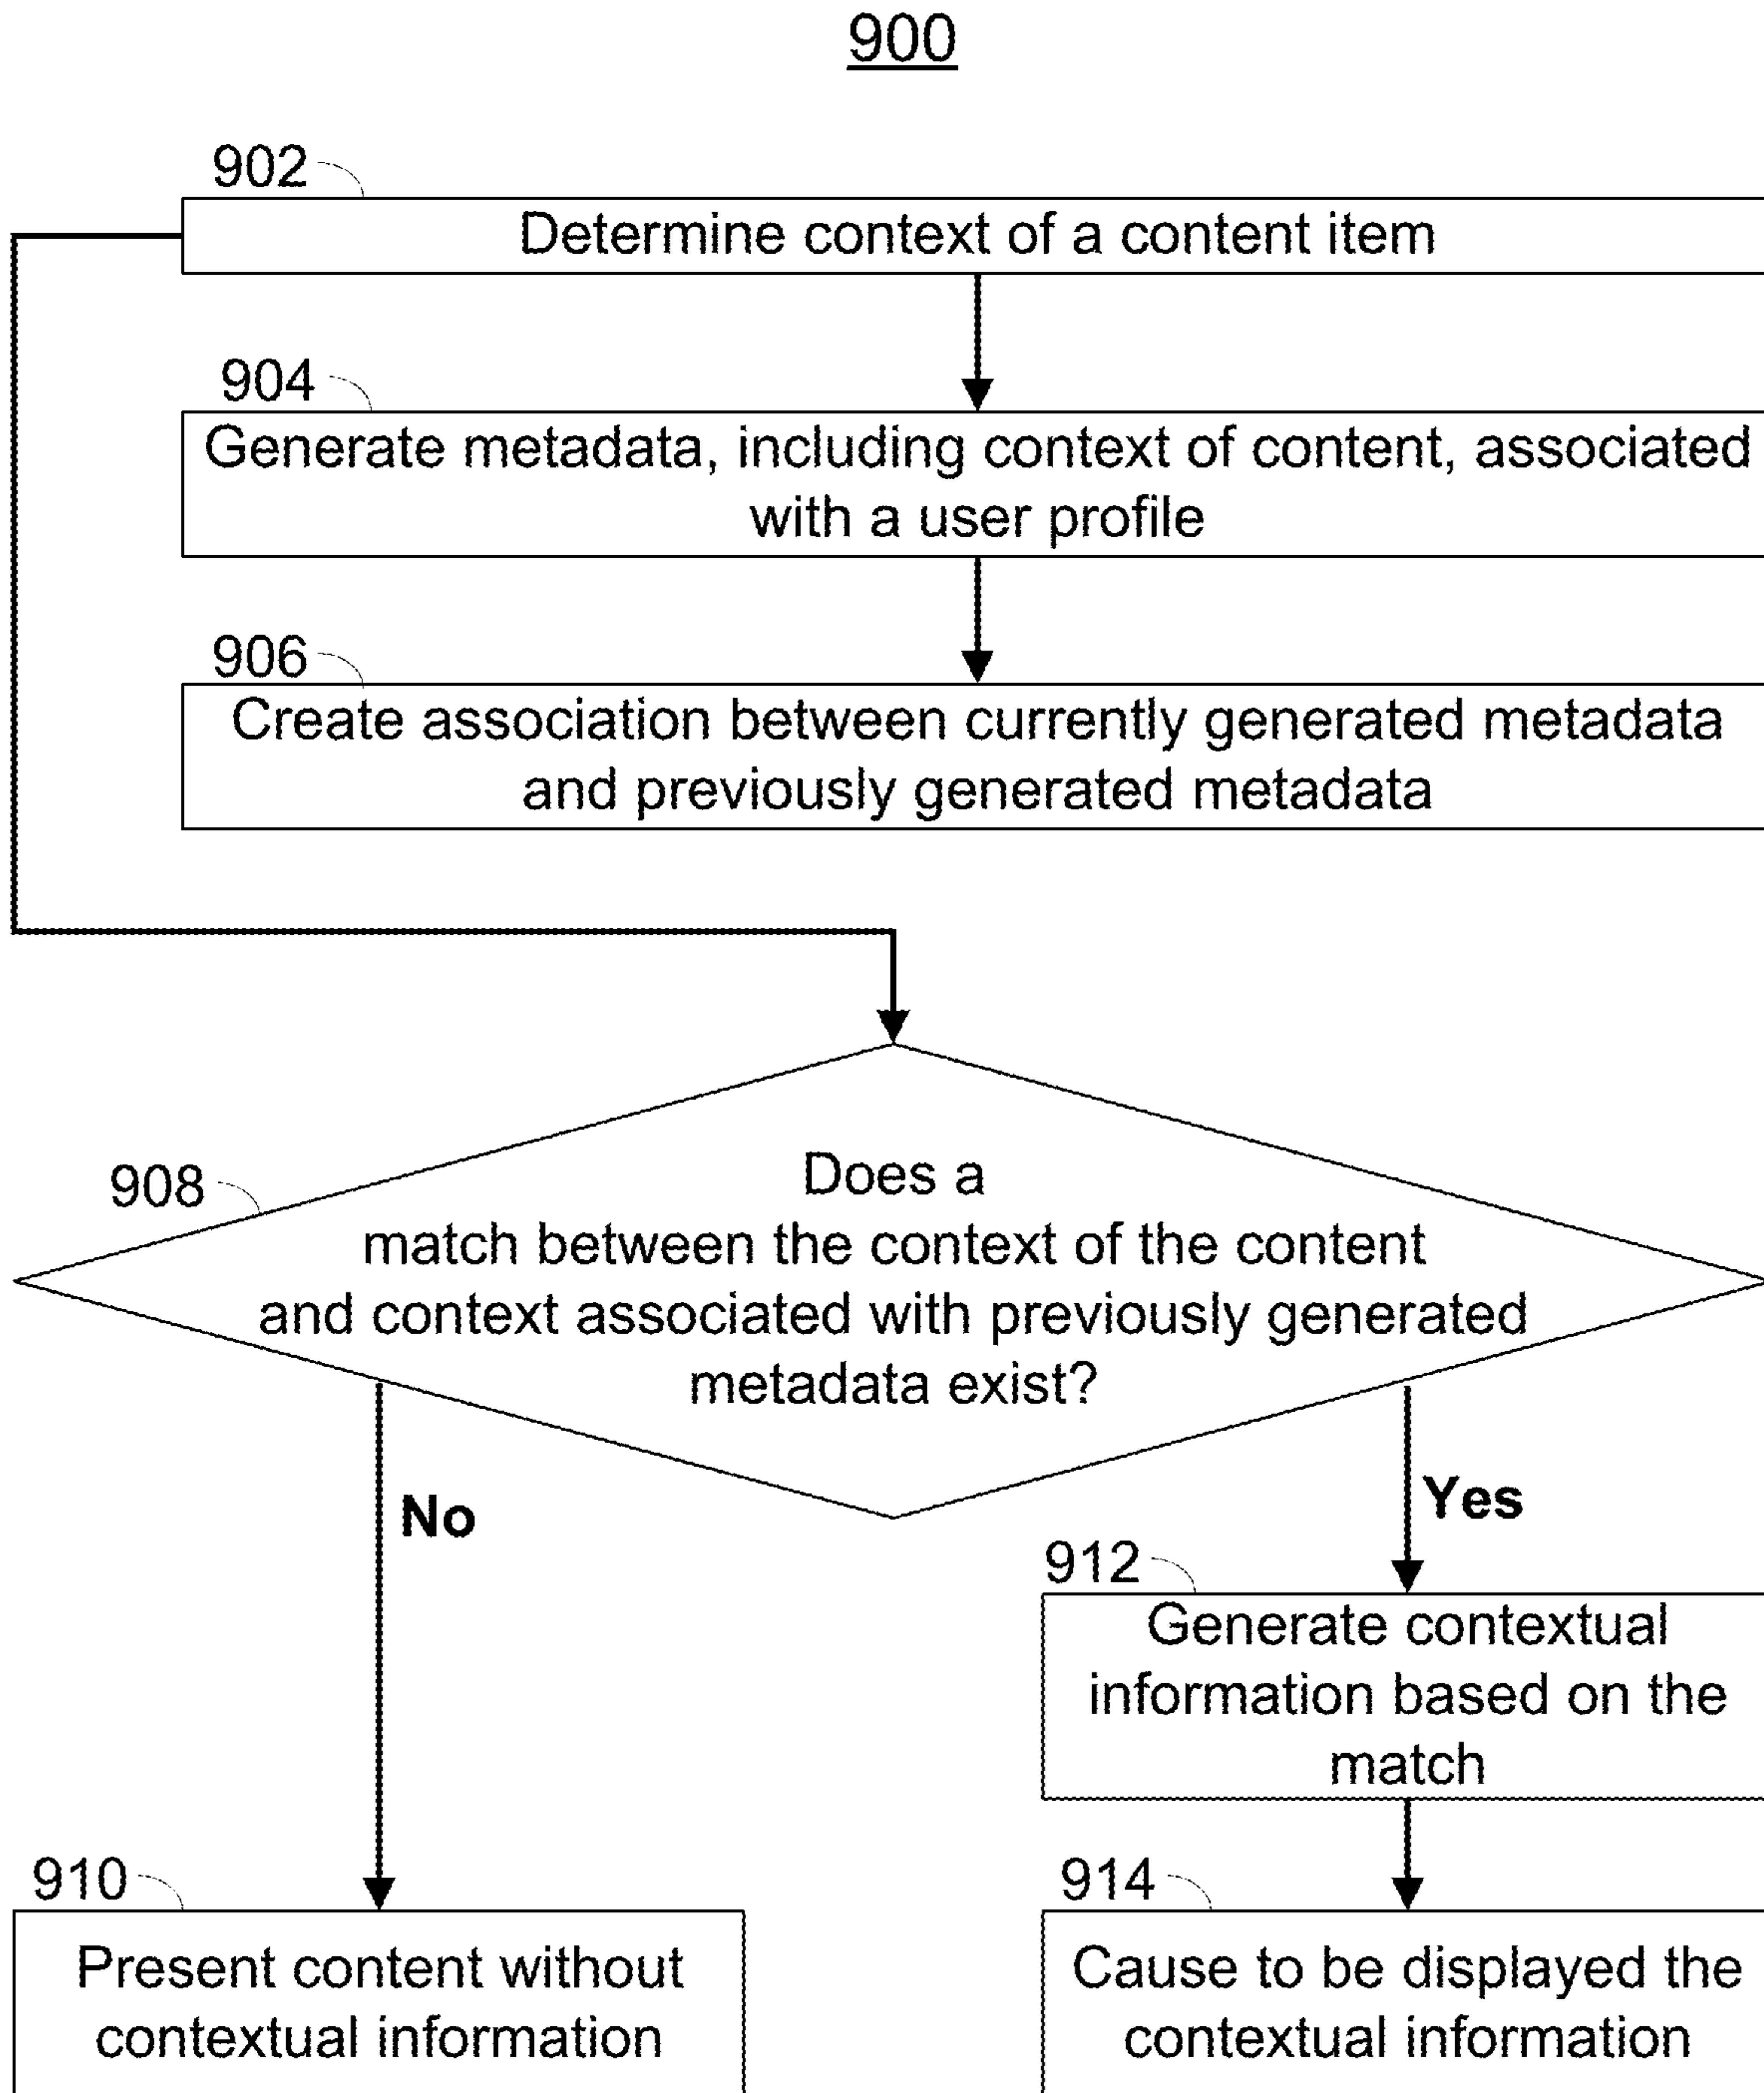 900
902
Determine context of a content item
904
Generate metadata, including context of content, associated
with a user profile
906
Create association between currently generated metadata
and previously generated metadata
908
Does a
match between the context of the content
and context associated with previously generated
metadata exist?
No
Yes
912
Generate contextual
information based on the
match
910
Present content without
contextual information
914
Cause to be displayed the
contextual information